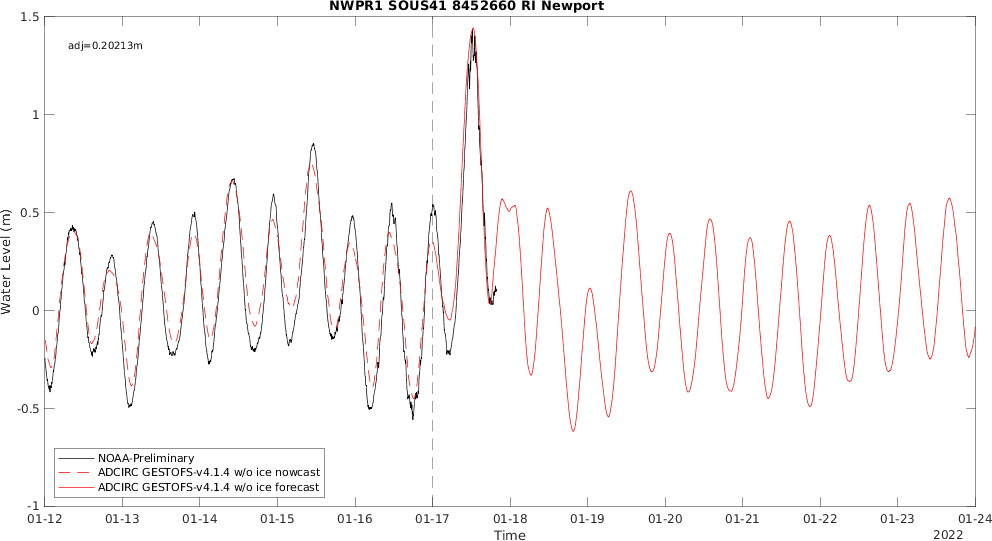 NWPR1 SOUS41 8452660 RI Newport
adj=0.20213m
1.5
1
0.5
0
-0.5
-1
Water Level (m)
NOAA-Preliminary
ADCIRC GESTOFS-v4.1.4 w/o ice nowcast
ADCIRC GESTOFS-v4.1.4 w/o ice forecast
01-12 01-13 01-14 01-15 01-16 01-17 01-18 01-19 01-20 01-21 01-22 01-23 01-24
Time
2022